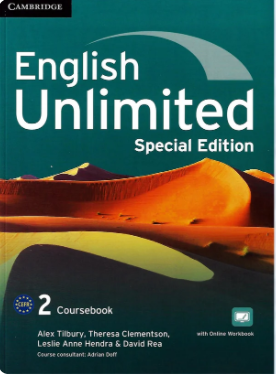 CAMBRIDGE
English
Unlimited
Special Edition
CEFR
2 Coursebook
with Online Workbook
Alex Tilbury, Theresa Clementson,
Leslie Anne Hendra & David Rea
Course consultant: Adrian Doff